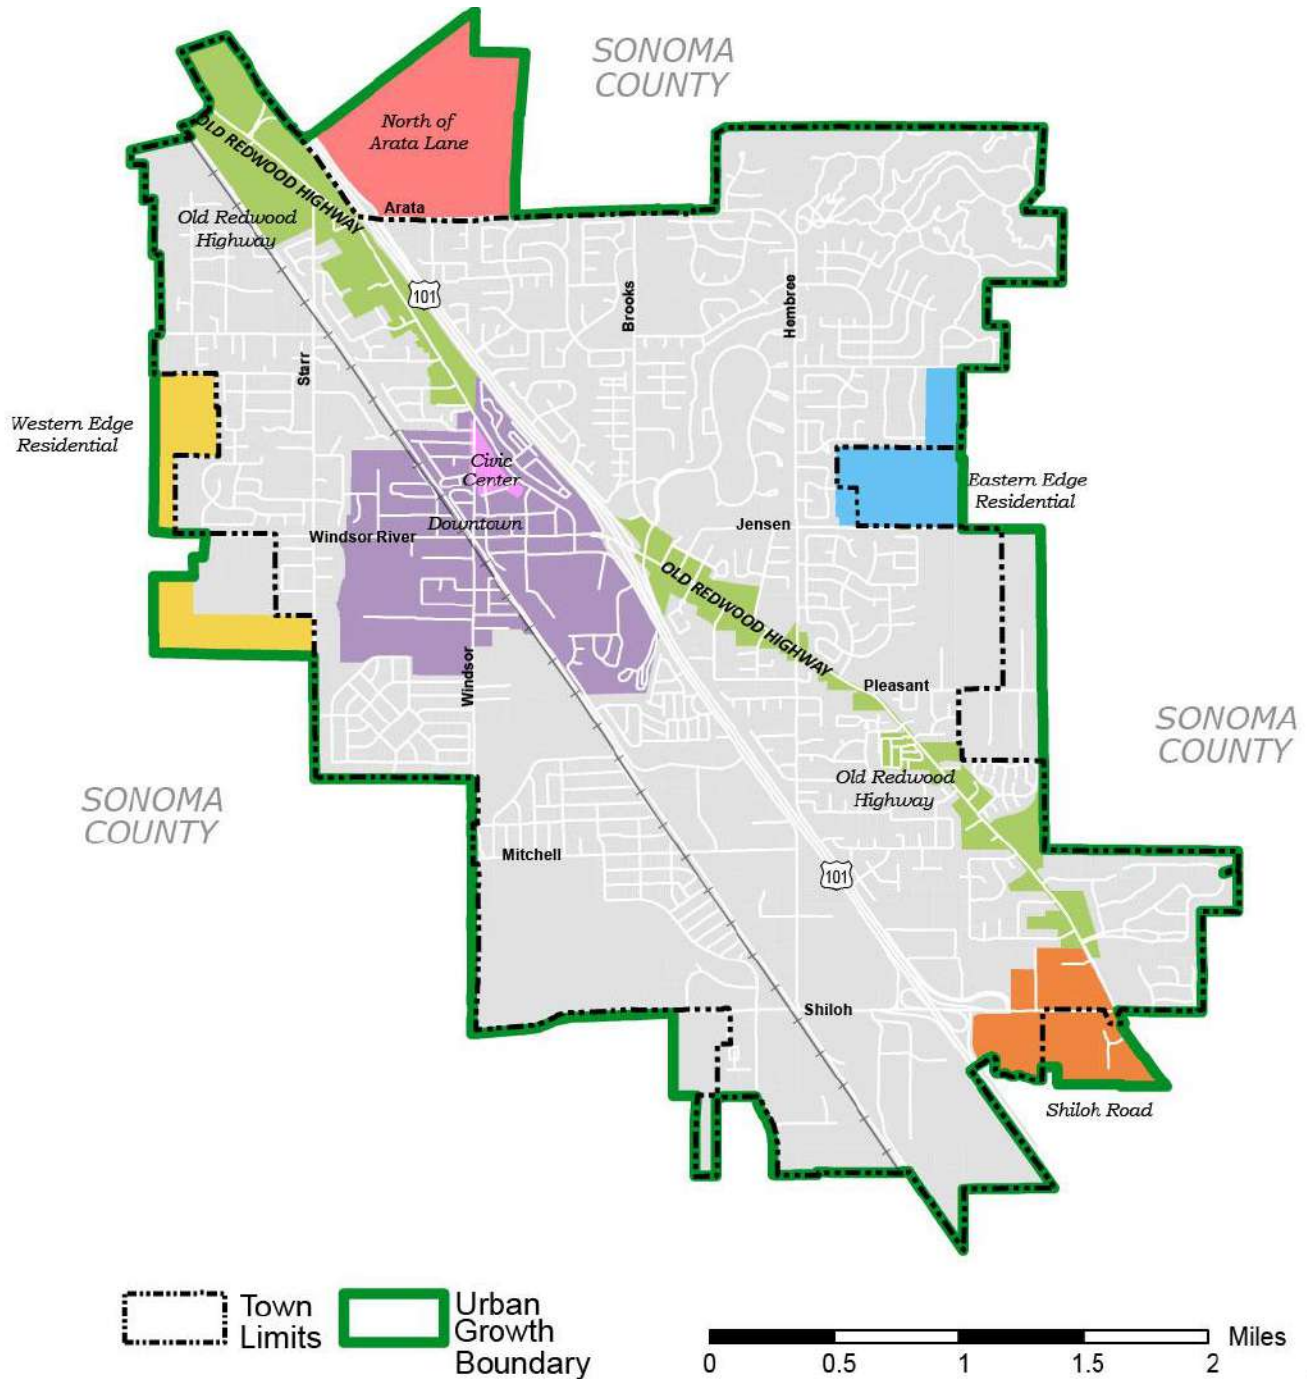 SONOMA
COUNTY
North of
Arata Lane
OLD REDWOOD HIGHWAY
Arata
Old Redwood
Highway
101
Brooks
Hembree
Starr
Western Edge
Residential
Civic
Center
Eastern Edge
Residential
Downtown
Jensen
Windsor River
OLD REDWOOD HIGHWAY
Pleasant
Windsor
SONOMA
COUNTY
Old Redwood
Highway
SONOMA
COUNTY
Mitchell
101
Shiloh
Shiloh Road
Town
Limits
Urban
Growth
Boundary
Miles
0 0.5 1 1.5 2